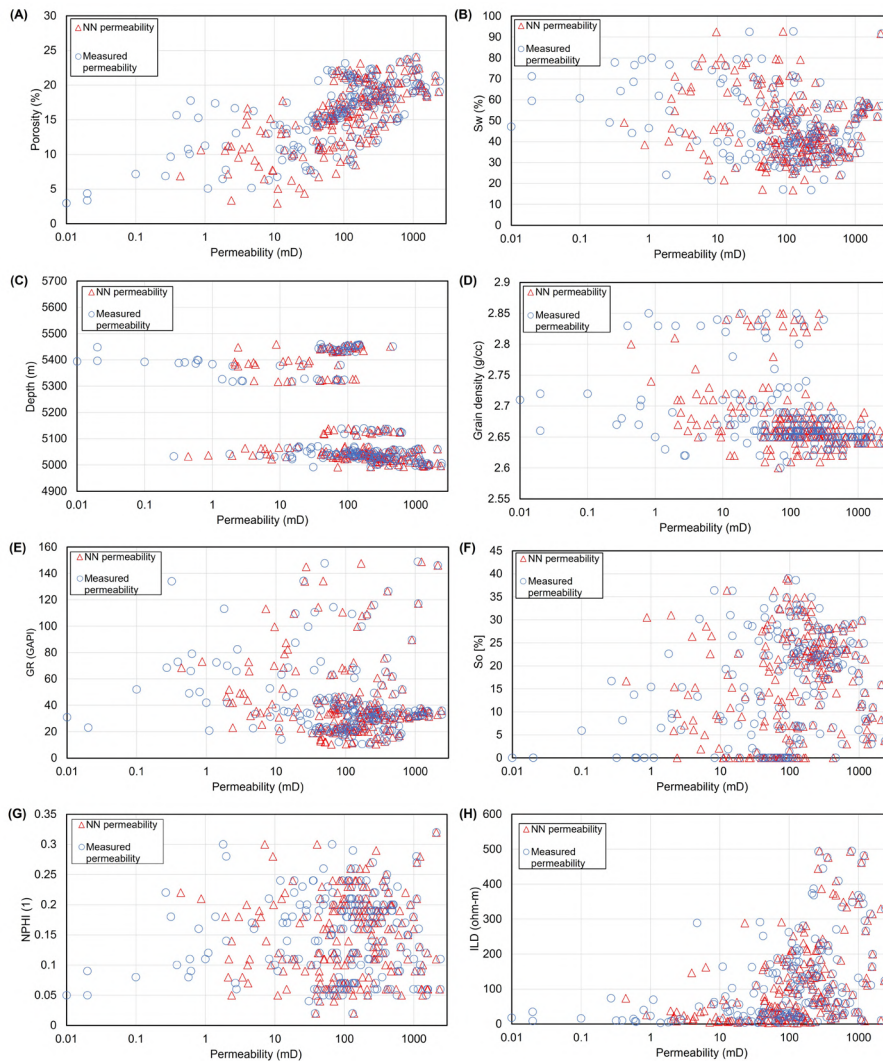 (A)
30
25
20
15
10
5
0
Porosity (%)
NN permeability
Measured
permeability
0.01 0.1 1 10 100 1000
Permeability (mD)
(B)
100
90
80
70
60
50
40
30
20
10
0
Sw (%)
NN permeability
Measured
permeability
0.01 0.1 1 10 100 1000
Permeability (mD)
(C)
5700
5600
5500
5400
5300
5200
5100
5000
4900
Depth (m)
NN permeability
Measured
permeability
0.01 0.1 1 10 100 1000
Permeability (mD)
(D)
2.9
2.85
2.8
2.75
2.7
2.65
2.6
2.55
Grain density (g/cc)
NN permeability
Measured
permeability
0.01 0.1 1 10 100 1000
Permeability (mD)
(E)
160
140
120
100
80
60
40
20
0
GR (GAPI)
NN permeability
Measured
permeability
0.01 0.1 1 10 100 1000
Permeability (mD)
(F)
45
40
35
30
25
20
15
10
5
0
So [%]
NN permeability
Measured
permeability
0.01 0.1 1 10 100 1000
Permeability (mD)
(G)
0.35
0.3
0.25
0.2
0.15
0.1
0.05
0
NPHI (1)
NN permeability
Measured
permeability
0.01 0.1 1 10 100 1000
Permeability (mD)
(H)
600
500
400
300
200
100
0
ILD (ohm-m)
NN permeability
Measured
permeability
0.01 0.1 1 10 100 1000
Permeability (mD)